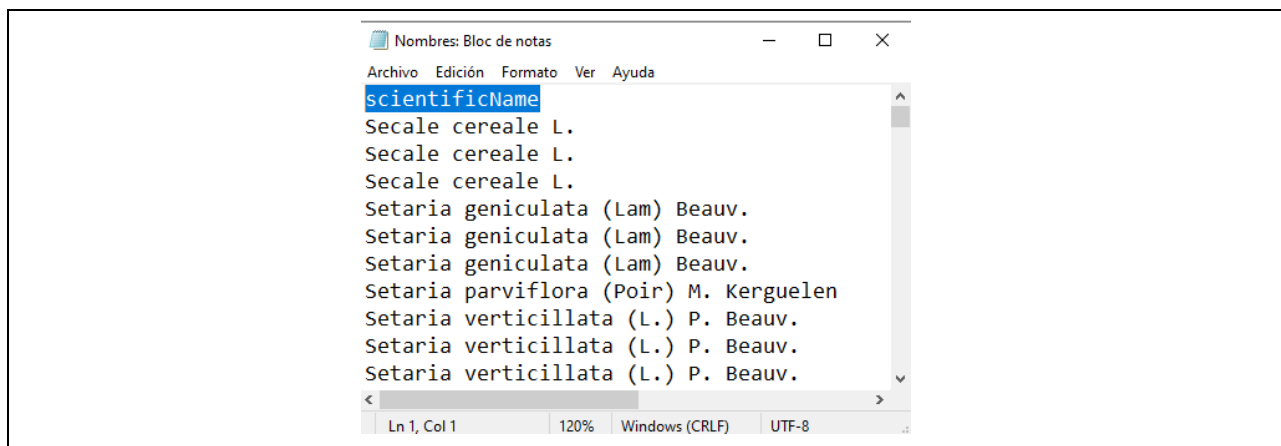 Nombres: Bloc de notas
Archivo Edición Formato Ver Ayuda
scientificName
Secale cereale L.
Secale cereale L.
Secale cereale L.
Setaria geniculata (Lam) Beauv.
Setaria geniculata (Lam) Beauv.
Setaria geniculata (Lam) Beauv.
Setaria parviflora (Poir) M. Kerguelen
Setaria verticillata (L.) P. Beauv.
Setaria verticillata (L.) P. Beauv.
Setaria verticillata (L.) P. Beauv.
Ln 1, Col 1 120% Windows (CRLF) UTF-8